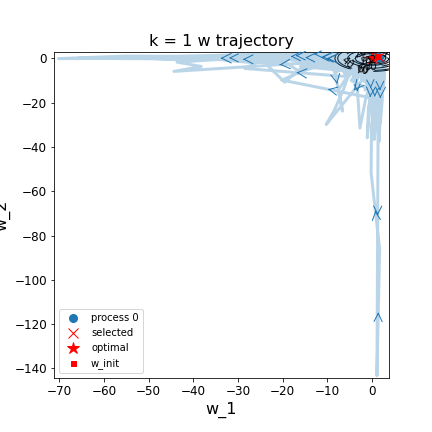 k = 1 w trajectory
0
−20
−40
−60
−80
−100
−120
−140
w_2
process 0
selected
optimal
w_init
−70
−60
−50
−40
−30
−20
−10
0
w_1